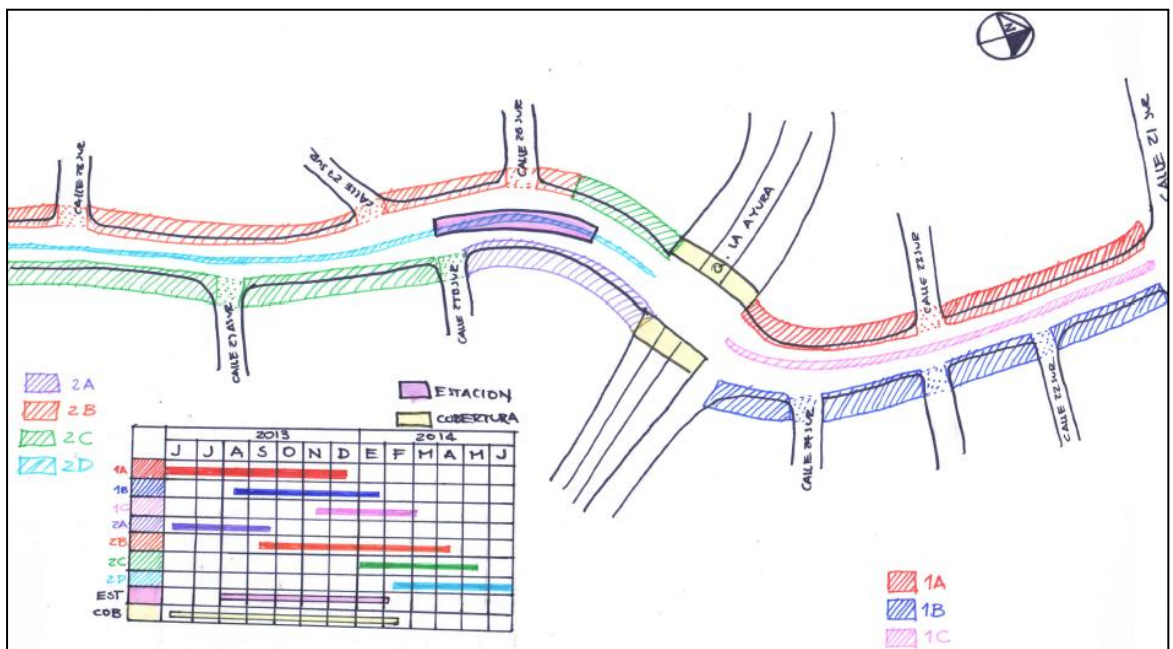 N
CALLE 28 SUR
CALLE 27 SUR
CALLE 26 SUR
Q. LA AYURA
CALLE 23 SUR
CALLE 21 SUR
CALLE 27A SUR
CALLE 27D SUR
CALLE 24 SUR
CALLE 22 SUR
2A
2B
2C
2D
ESTACION
COBERTURA
2013 2014
J J A S O N D E F M A M J
1A
1B
1C
2A
2B
2C
2D
EST
COB
1A
1B
1C